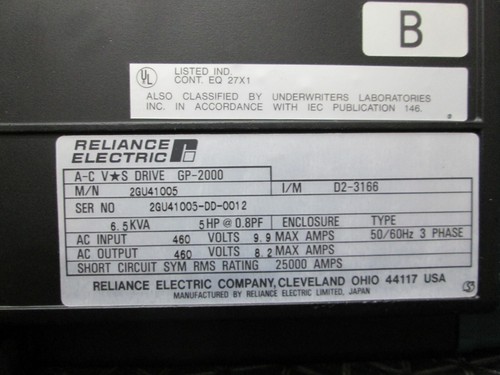 B
UL
LISTED IND.
CONT. EQ 27X1
ALSO CLASSIFIED BY UNDERWRITERS LABORATORIES
INC. IN ACCORDANCE WITH IEC PUBLICATION 146.
RELIANCE
ELECTRIC
A-C V★S DRIVE GP-2000
M/N 2GU41005 I/M D2-3166
SER NO 2GU41005-DD-0012
6.5KVA 5HP @ 0.8PF ENCLOSURE TYPE
AC INPUT 460 VOLTS 9.9 MAX AMPS 50/60Hz 3 PHASE
AC OUTPUT 460 VOLTS 8.2 MAX AMPS
SHORT CIRCUIT SYM RMS RATING 25000 AMPS
RELIANCE ELECTRIC COMPANY, CLEVELAND OHIO 44117 USA
MANUFACTURED BY RELIANCE ELECTRIC LIMITED, JAPAN